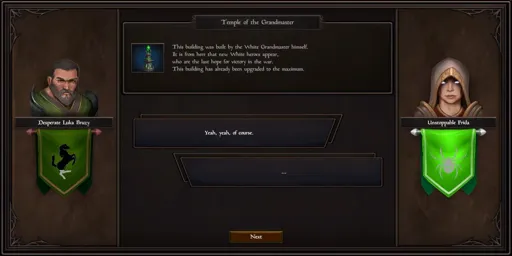 Temple of the Grandmaster
This building was built by the White Grandmaster himself.
It is from here that new White heroes appear,
who are the last hope for victory in the war.
This building has already been upgraded to the maximum.
Desperate Luka Brazy
Unstoppable Frida
Yeah, yeah, of course.
...
Next